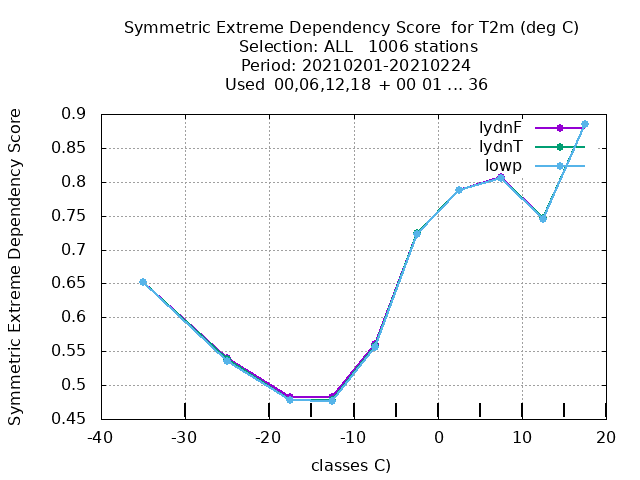 Symmetric Extreme Dependency Score  for T2m (deg C)
Selection: ALL   1006 stations
Period: 20210201-20210224
Used  00,06,12,18  + 00 01 ... 36
Symmetric Extreme Dependency Score
0.9
0.85
0.8
0.75
0.7
0.65
0.6
0.55
0.5
0.45
lydnF
lydnT
lowp
-40 -30 -20 -10 0 10 20
classes C)